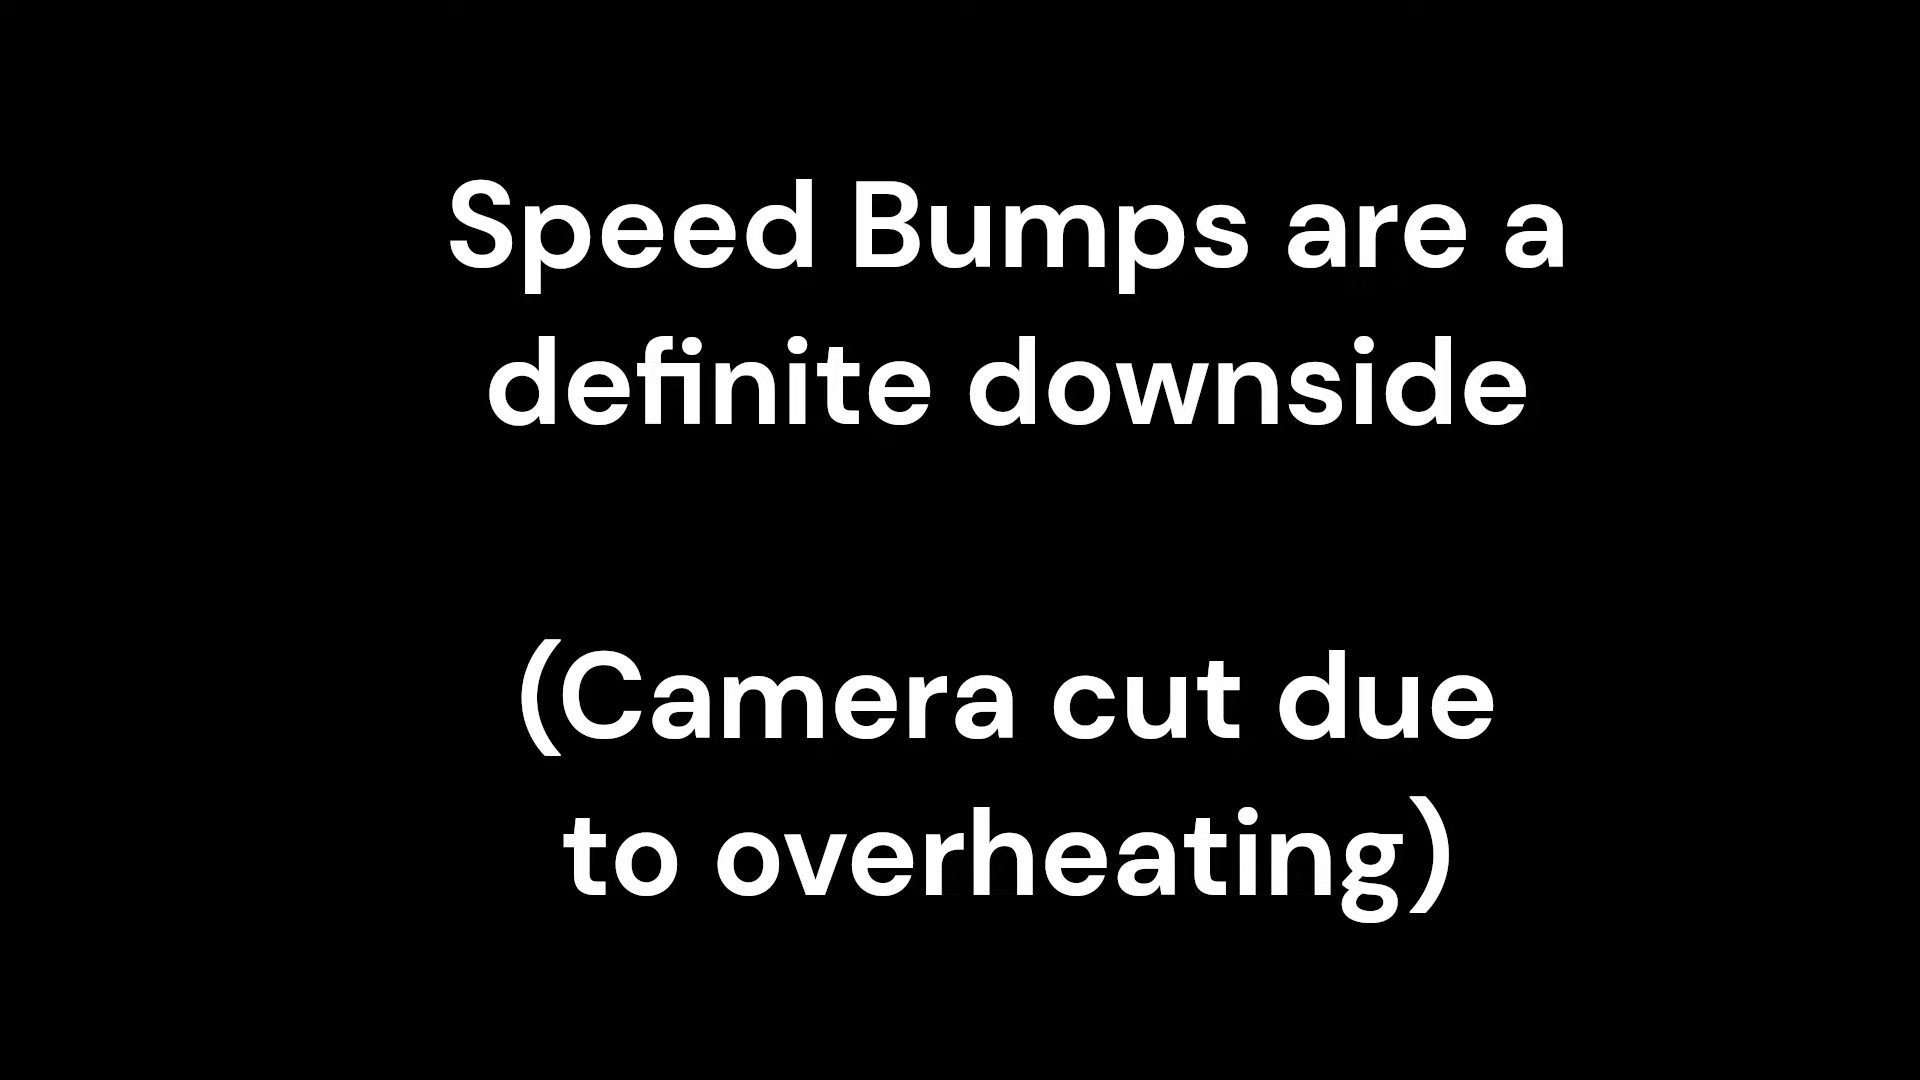 Speed Bumps are a
definite downside
(Camera cut due
to overheating)